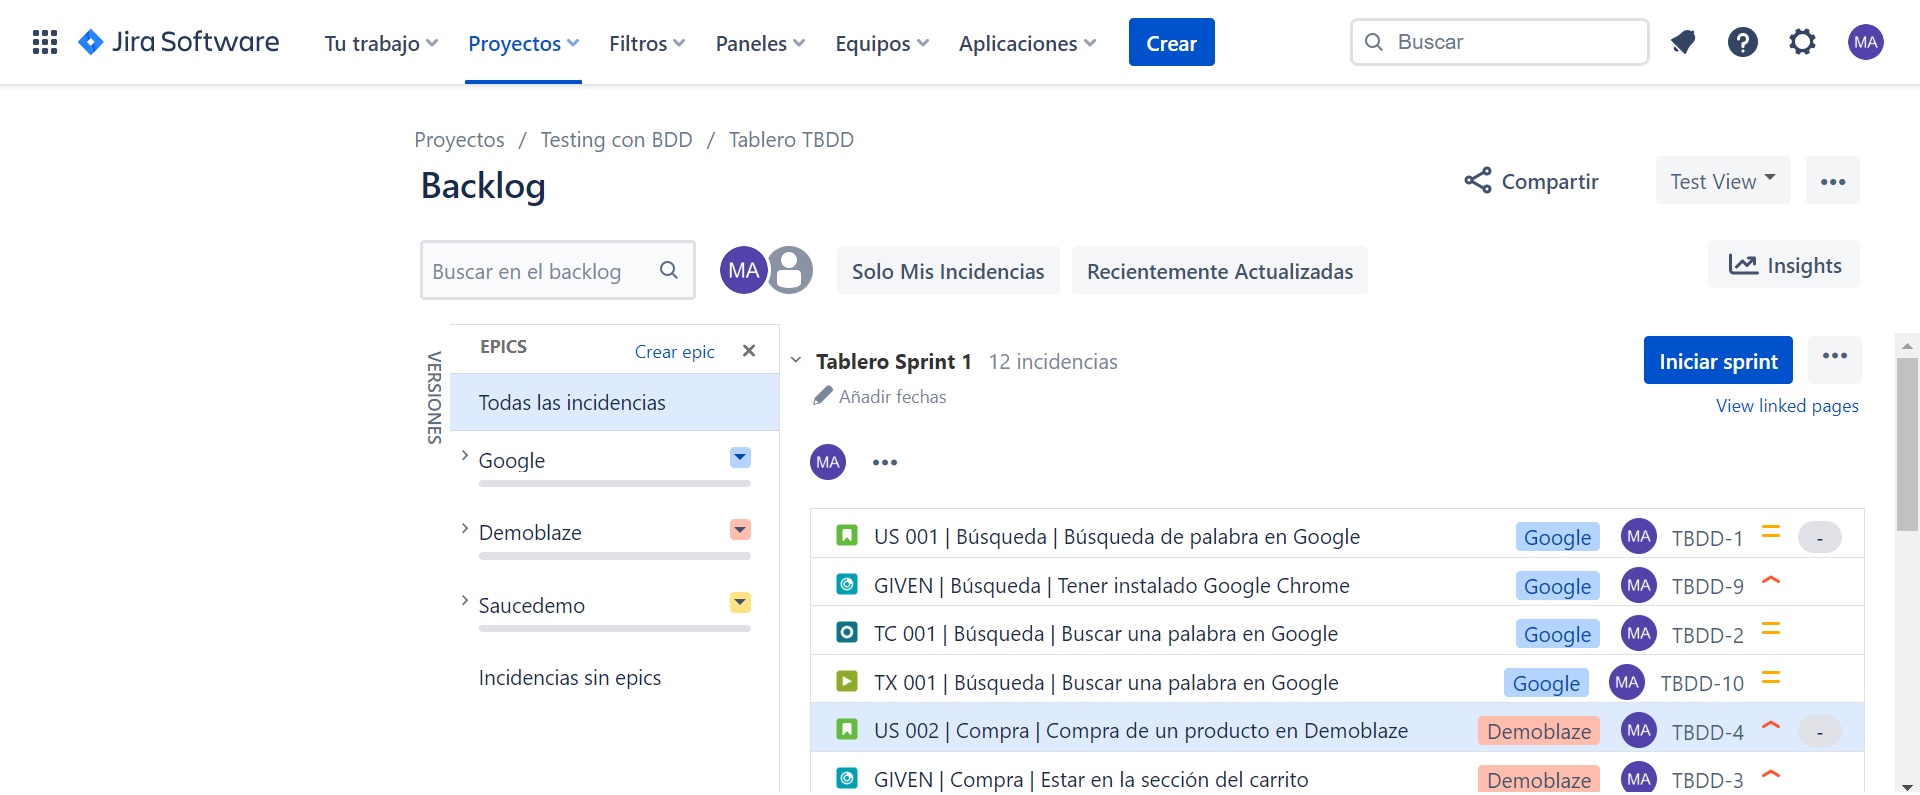 Jira Software Tu trabajo Proyectos Filtros Paneles Equipos Aplicaciones Crear Buscar MA
Proyectos / Testing con BDD / Tablero TBDD
Backlog Compartir Test View
Buscar en el backlog MA Solo Mis Incidencias Recientemente Actualizadas Insights
VERSIONES
EPICS Crear epic
Todas las incidencias
Google
Demoblaze
Saucedemo
Incidencias sin epics
Tablero Sprint 1 12 incidencias Iniciar sprint
Añadir fechas View linked pages
MA
US 001 | Búsqueda | Búsqueda de palabra en Google Google MA TBDD-1 -
GIVEN | Búsqueda | Tener instalado Google Chrome Google MA TBDD-9
TC 001 | Búsqueda | Buscar una palabra en Google Google MA TBDD-2
TX 001 | Búsqueda | Buscar una palabra en Google Google MA TBDD-10
US 002 | Compra | Compra de un producto en Demoblaze Demoblaze MA TBDD-4 -
GIVEN | Compra | Estar en la sección del carrito Demoblaze MA TBDD-3